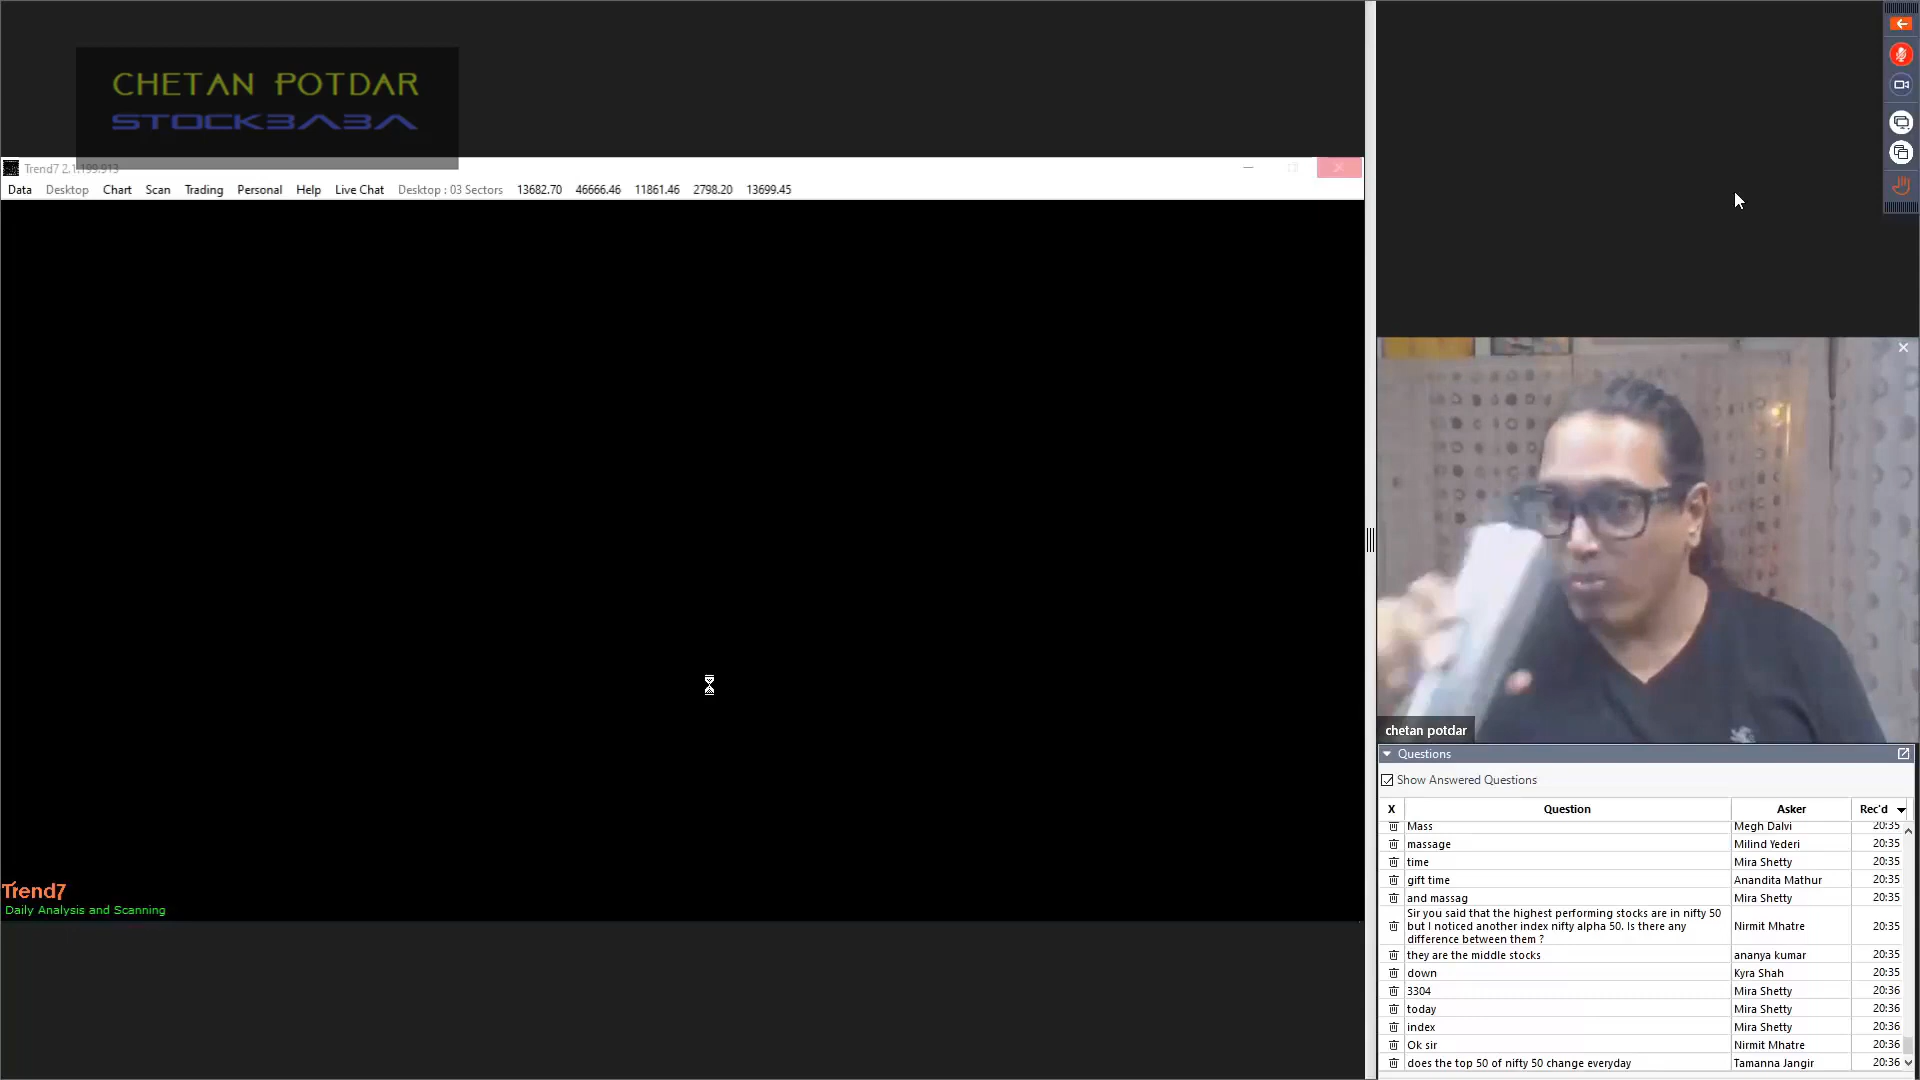 CHETAN POTDAR
STOCKBABA
Trend7 2.1.199.913
Data Desktop Chart Scan Trading Personal Help Live Chat Desktop : 03 Sectors 13682.70 46666.46 11861.46 2798.20 13699.45
Trend7
Daily Analysis and Scanning
chetan potdar
Questions
Show Answered Questions
X Question Asker Rec'd
Mass Megh Dalvi 20:35
massage Milind Yederi 20:35
time Mira Shetty 20:35
gift time Anandita Mathur 20:35
and massag Mira Shetty 20:35
Sir you said that the highest performing stocks are in nifty 50
but I noticed another index nifty alpha 50. Is there any
difference between them ? Nirmit Mhatre 20:35
they are the middle stocks ananya kumar 20:35
down Kyra Shah 20:35
3304 Mira Shetty 20:36
today Mira Shetty 20:36
index Mira Shetty 20:36
Ok sir Nirmit Mhatre 20:36
does the top 50 of nifty 50 change everyday Tamanna Jangir 20:36